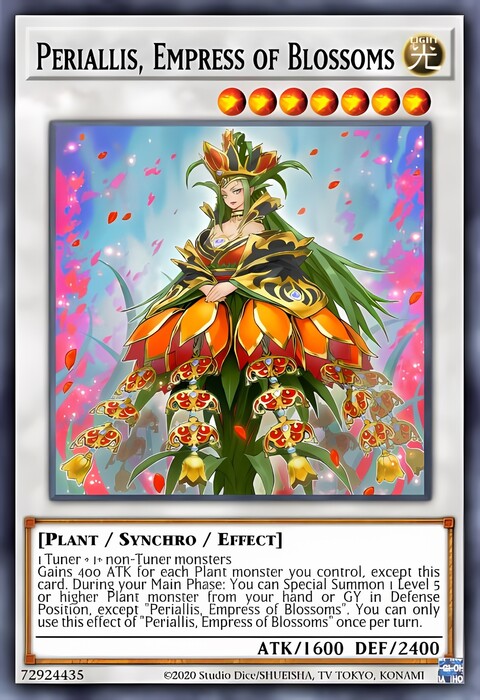 PERIALLIS, EMPRESS OF BLOSSOMS
LIGHT
光
[PLANT / SYNCHRO / EFFECT]
1 Tuner + 1+ non-Tuner monsters
Gains 400 ATK for each Plant monster you control, except this
card. During your Main Phase: You can Special Summon 1 Level 5
or higher Plant monster from your hand or GY in Defense
Position, except "Periallis, Empress of Blossoms". You can only
use this effect of "Periallis, Empress of Blossoms" once per turn.
ATK/1600 DEF/2400
72924435
©2020 Studio Dice/SHUEISHA, TV TOKYO, KONAMI